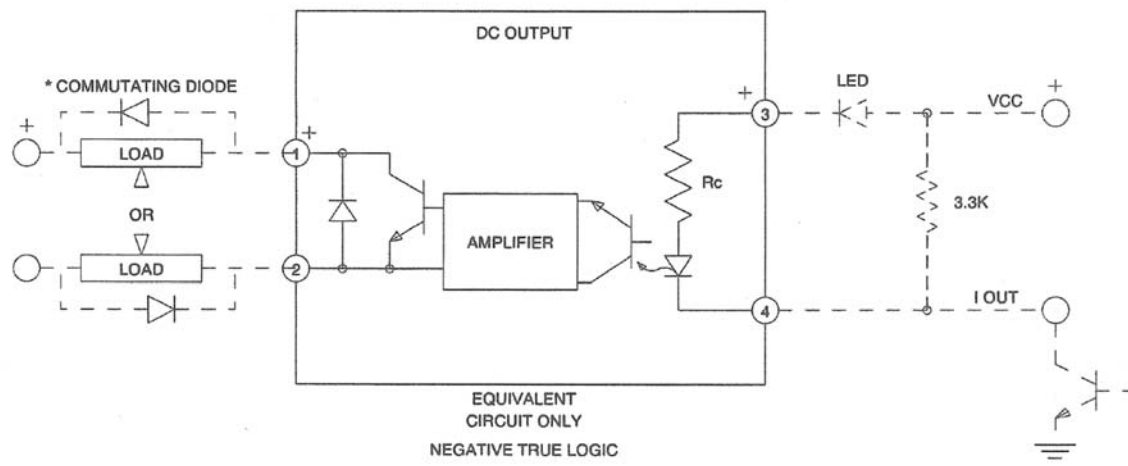 DC OUTPUT
* COMMUTATING DIODE
LED
+
+
3
VCC
+
LOAD
1
+
Rc
3.3K
OR
AMPLIFIER
LOAD
2
4
I OUT
EQUIVALENT
CIRCUIT ONLY
NEGATIVE TRUE LOGIC